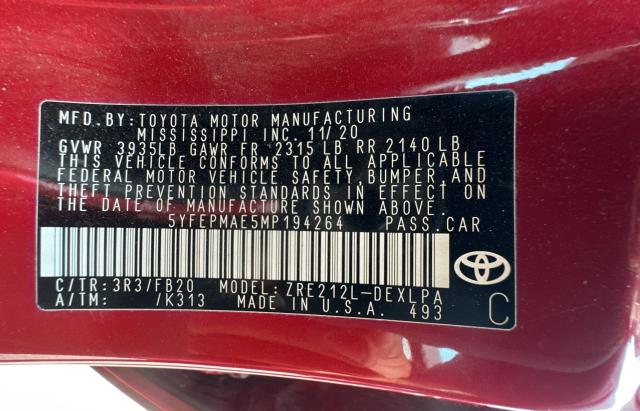 MFD.BY:TOYOTA MOTOR MANUFACTURING
MISSISSIPPI INC. 11/20
GVWR 3935LB GAWR FR 2315 LB RR 2140 LB
THIS VEHICLE CONFORMS TO ALL APPLICABLE
FEDERAL MOTOR VEHICLE SAFETY,BUMPER,AND
THEFT PREVENTION STANDARDS IN EFFECT ON
THE DATE OF MANUFACTURE SHOWN ABOVE.
5YFEPMAE5MP194264 PASS.CAR
C/TR:3R3/FB20 MODEL:ZRE212L-DEXLPA
A/TM: /K313 MADE IN U.S.A. 493
C